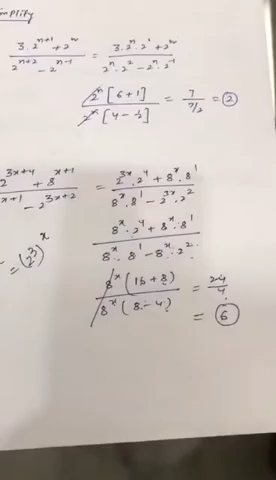 implify
3·2^{n+1} + 2^n / 2^{n+2} - 2^{n-1} = 3·2^n·2^1 + 2^n / 2^n·2^2 - 2^n·2^{-1}
2^n [6+1] / 2^n [4 - 1/2] = 7 / 7/2 = 2
2^{3x+4} + 8^{x+1} / x+1 - 2^{3x+2} = 2^{3x}·2^4 + 8^x·8^1 / 8^x·8^1 - 2^{3x}·2^2
8^x·2^4 + 8^x·8^1 / 8^x·8^1 - 8^x·2^2
= (2^3)^x
8^x (16 + 8) / 8^x (8 - 4) = 24 / 4
= 6